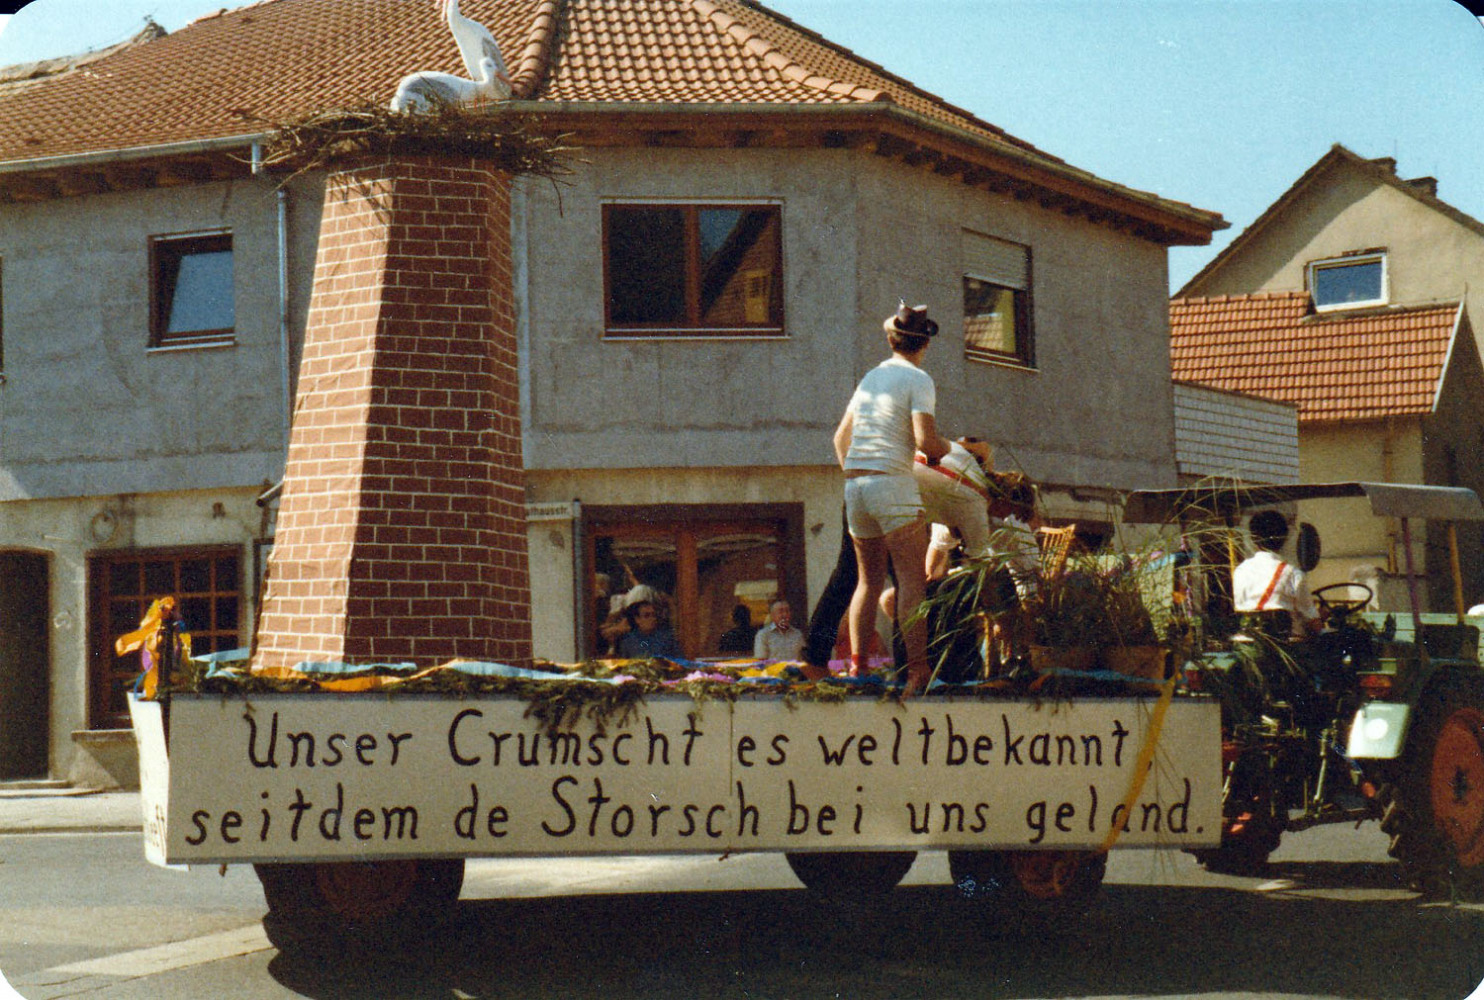 Unser Crumscht es weltbekannt,
seitdem de Storsch bei uns geland.